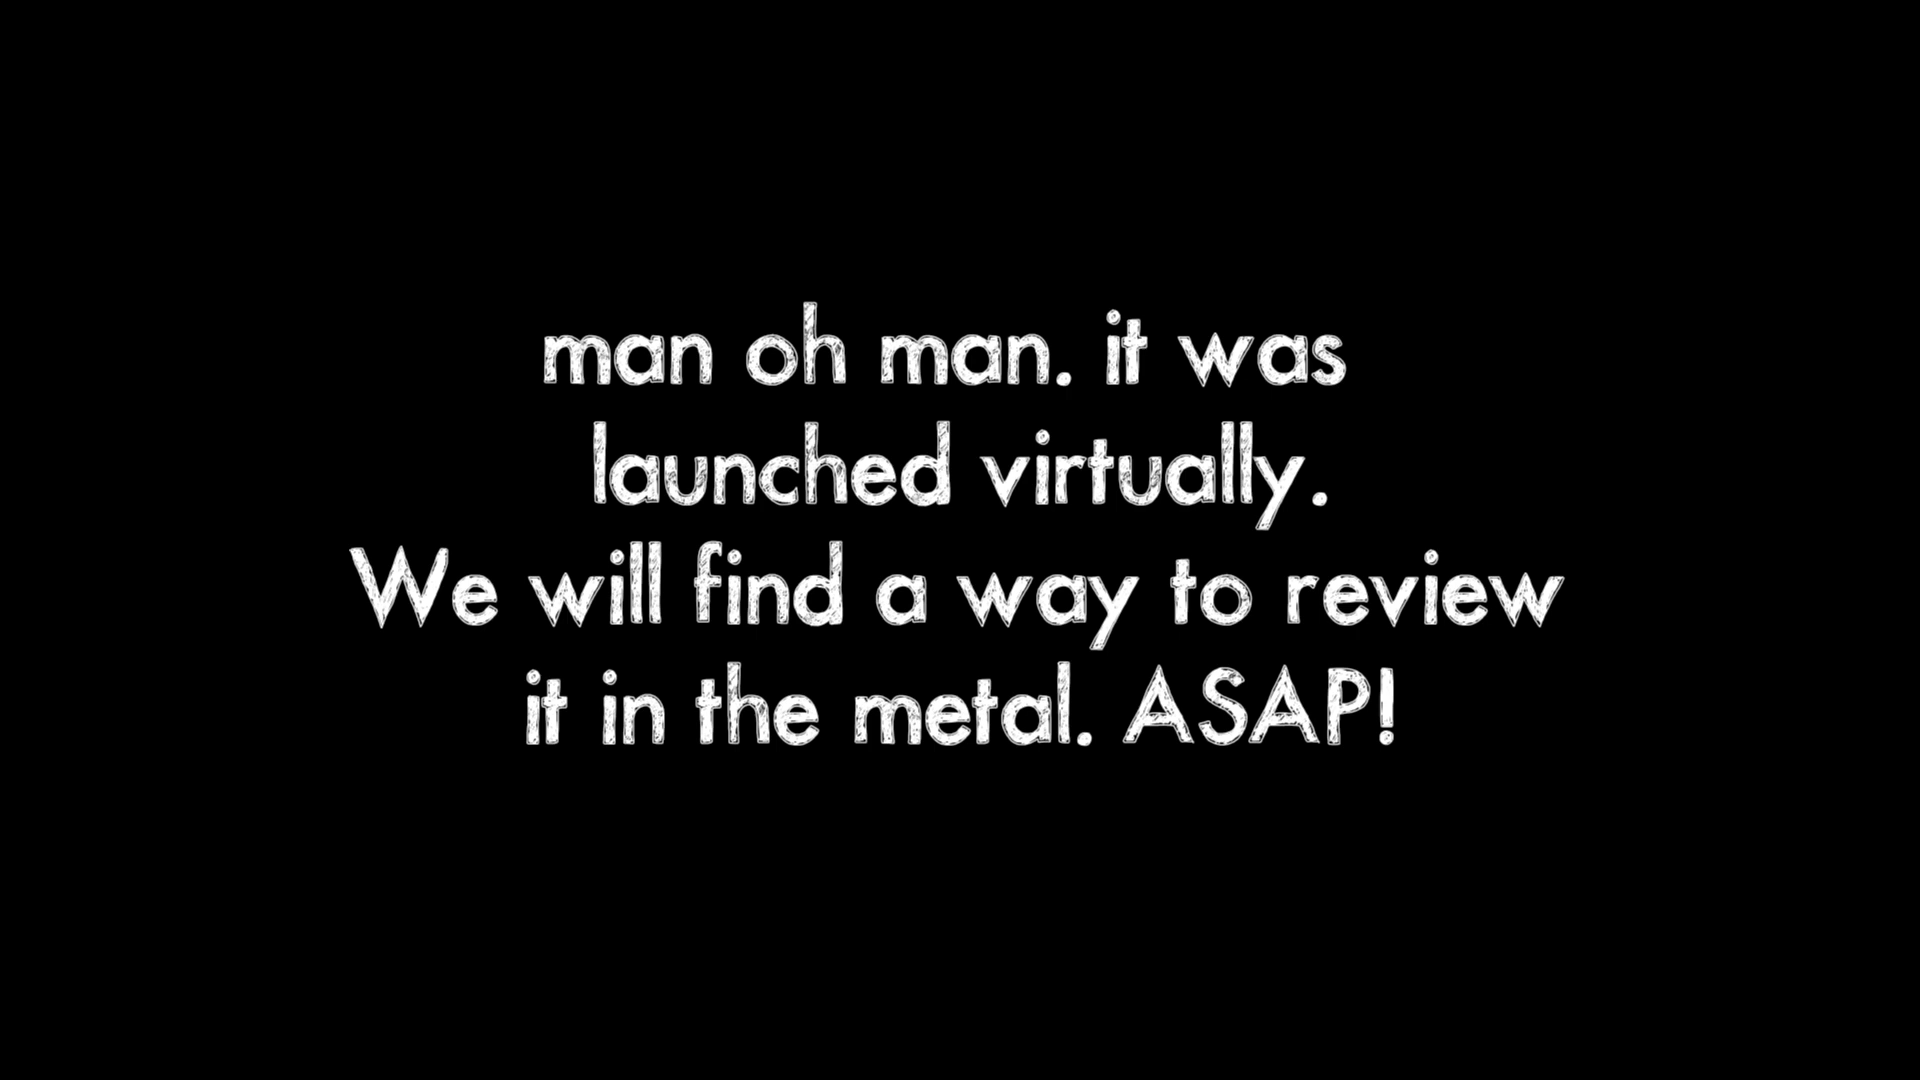 man oh man. it was
launched virtually.
We will find a way to review
it in the metal. ASAP!